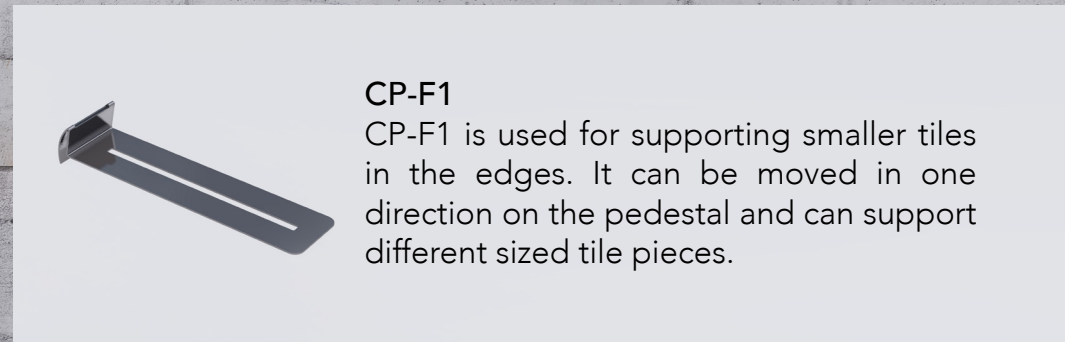 CP-F1
CP-F1 is used for supporting smaller tiles
in the edges. It can be moved in one
direction on the pedestal and can support
different sized tile pieces.